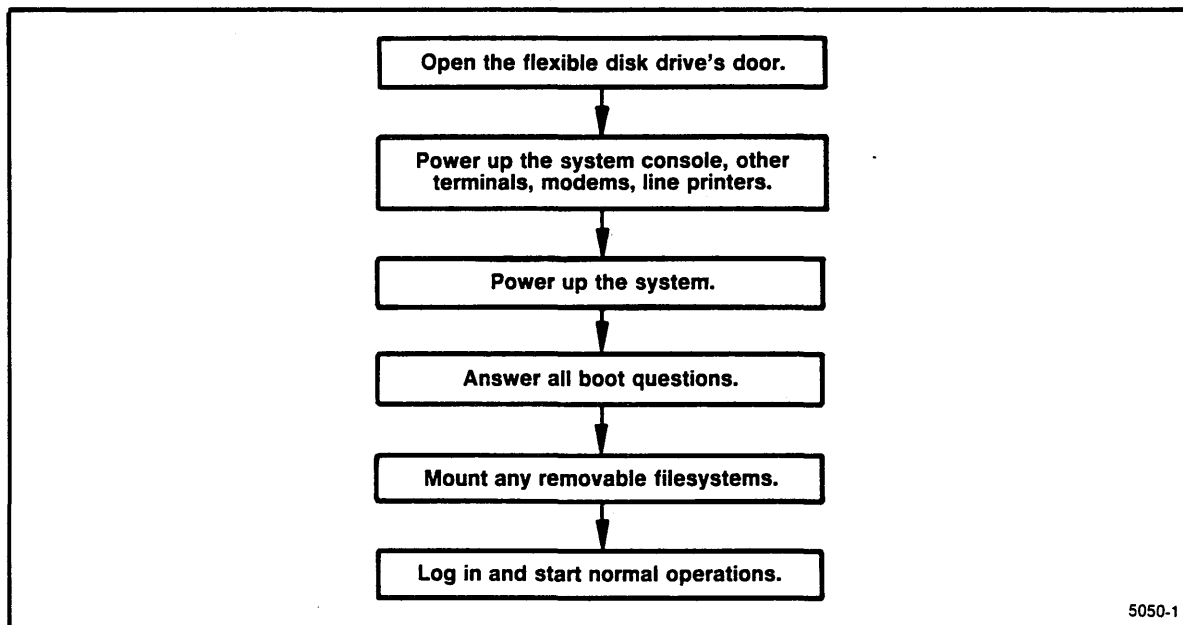 Open the flexible disk drive's door.
Power up the system console, other
terminals, modems, line printers.
Power up the system.
Answer all boot questions.
Mount any removable filesystems.
Log in and start normal operations.
5050-1